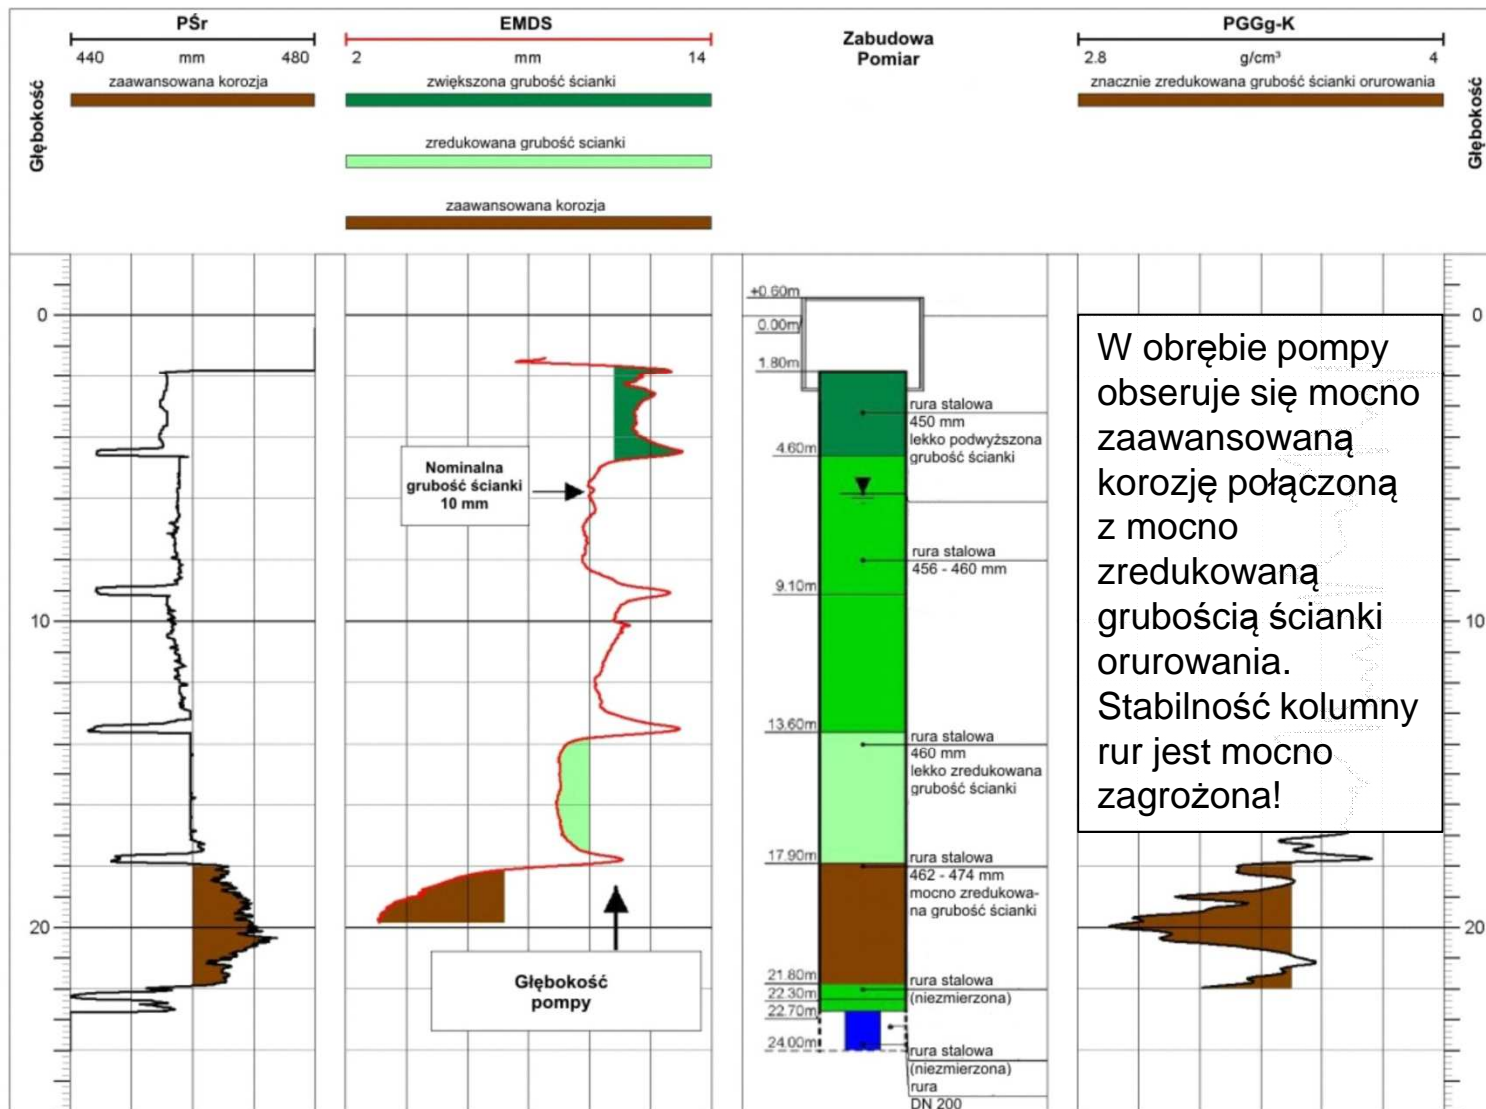 PŚr
440 mm 480
zaawansowana korozja
EMDS
2 mm 14
zwiększona grubość ścianki
zredukowana grubość scianki
zaawansowana korozja
Zabudowa
Pomiar
PGGg-K
2.8 g/cm³ 4
znacznie zredukowana grubość ścianki orurowania
Głębokość
Głębokość
0
10
20
Nominalna
grubość ścianki
10 mm
Głębokość
pompy
+0.60m
0.00m
1.80m
4.60m
9.10m
13.60m
17.90m
21.80m
22.30m
22.70m
24.00m
rura stalowa
450 mm
lekko podwyższona
grubość ścianki
rura stalowa
456 - 460 mm
rura stalowa
460 mm
lekko zredukowana
grubość ścianki
rura stalowa
462 - 474 mm
mocno zredukowa-
na grubość ścianki
rura stalowa
(niezmierzona)
rura stalowa
(niezmierzona)
rura
DN 200
W obrębie pompy
obseruje się mocno
zaawansowaną
korozję połączoną
z mocno
zredukowaną
grubością ścianki
orurowania.
Stabilność kolumny
rur jest mocno
zagrożona!
0
10
20